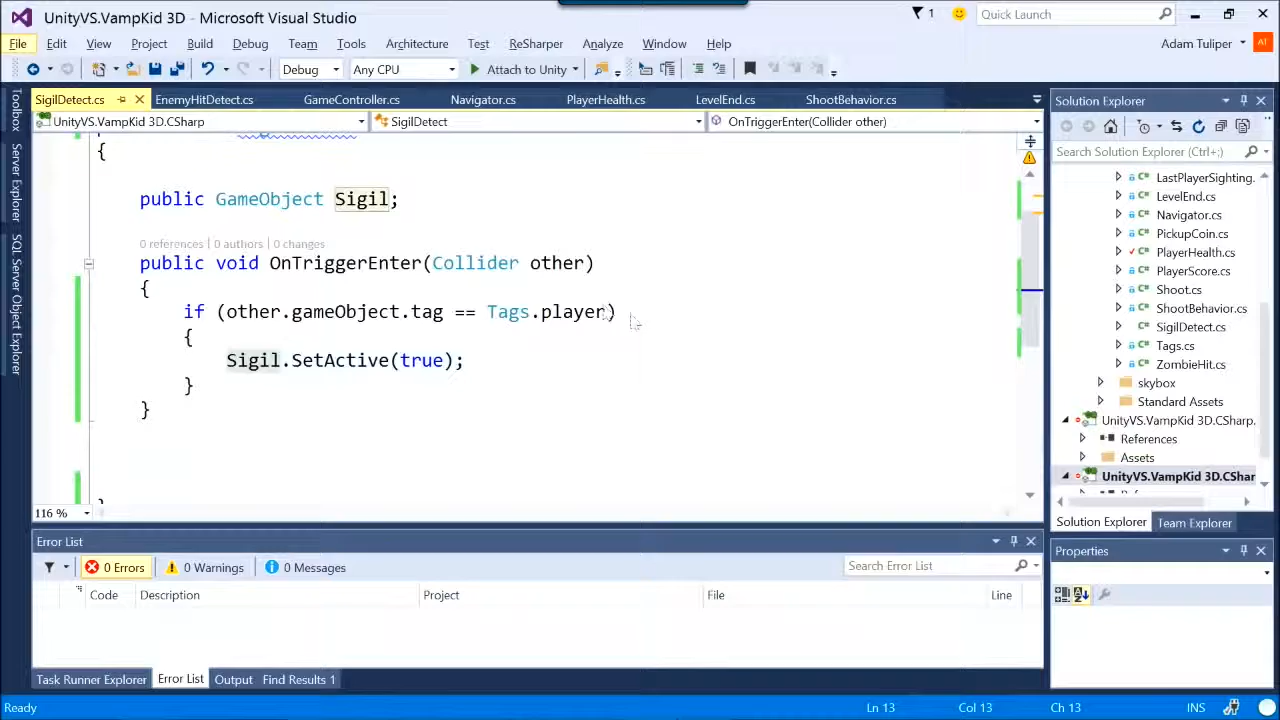 UnityVS.VampKid 3D - Microsoft Visual Studio
1
Quick Launch
File Edit View Project Build Debug Team Tools Architecture Test ReSharper Analyze Window Help
Adam Tuliper
AT
Debug Any CPU Attach to Unity
SigilDetect.cs EnemyHitDetect.cs GameController.cs Navigator.cs PlayerHealth.cs LevelEnd.cs ShootBehavior.cs
UnityVS.VampKid 3D.CSharp SigilDetect OnTriggerEnter(Collider other)
Toolbox
Server Explorer
SQL Server Object Explorer
{
public GameObject Sigil;
0 references | 0 authors | 0 changes
public void OnTriggerEnter(Collider other)
{
if (other.gameObject.tag == Tags.player)
{
Sigil.SetActive(true);
}
}
116 %
Solution Explorer
Search Solution Explorer (Ctrl+;)
C# LastPlayerSighting.
C# LevelEnd.cs
C# Navigator.cs
C# PickupCoin.cs
C# PlayerHealth.cs
C# PlayerScore.cs
C# Shoot.cs
C# ShootBehavior.cs
C# SigilDetect.cs
C# Tags.cs
C# ZombieHit.cs
skybox
Standard Assets
UnityVS.VampKid 3D.CSharp.
References
Assets
UnityVS.VampKid 3D.CShar
Solution Explorer Team Explorer
Properties
Error List
0 Errors 0 Warnings 0 Messages
Search Error List
Code Description Project File Line
Task Runner Explorer Error List Output Find Results 1
Ready Ln 13 Col 13 Ch 13 INS